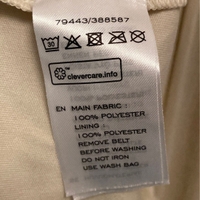 79443/388587
30
clevercare.info
EN MAIN FABRIC :
100% POLYESTER
LINING :
100% POLYESTER
REMOVE BELT
BEFORE WASHING
DO NOT IRON
USE WASH BAG